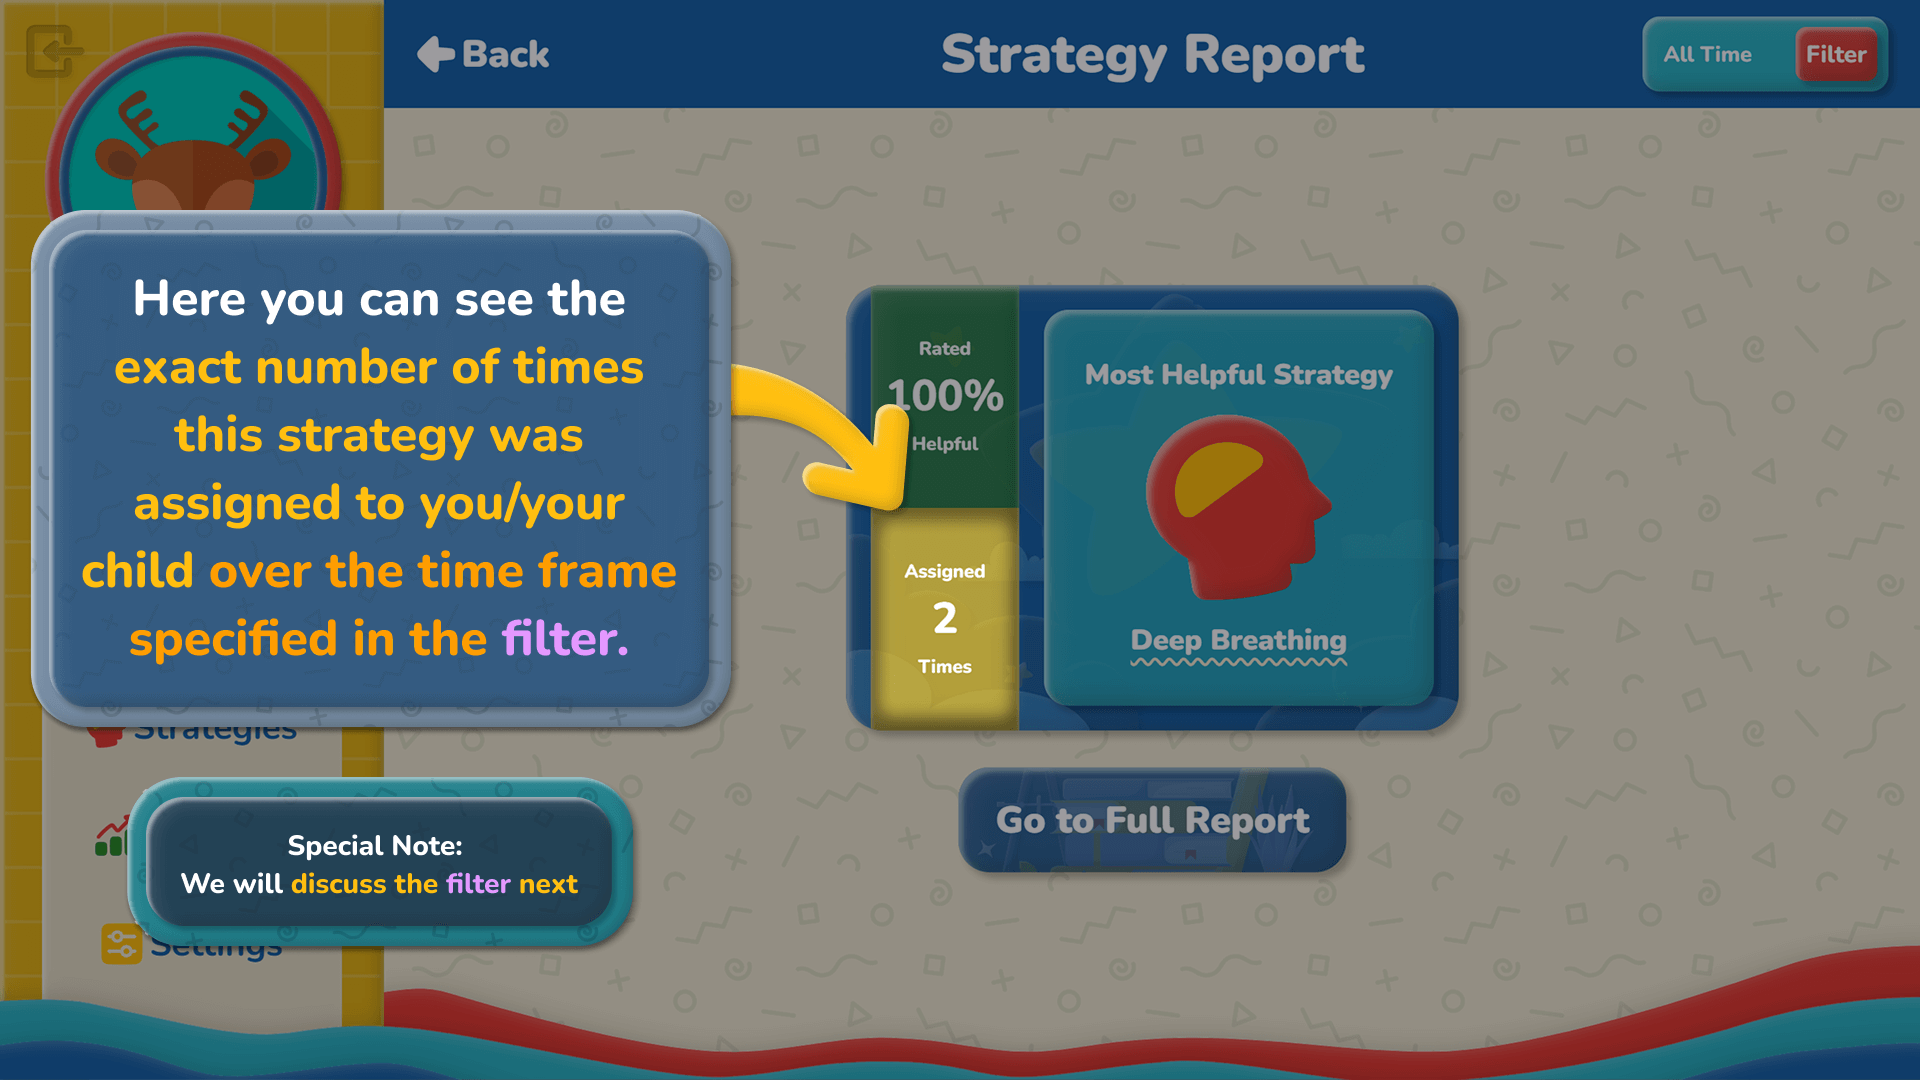 Back
Strategy Report
All Time
Filter
Here you can see the
exact number of times
this strategy was
assigned to you/your
child over the time frame
specified in the filter.
Rated
100%
Helpful
Assigned
2
Times
Most Helpful Strategy
Deep Breathing
Strategies
Go to Full Report
Special Note:
We will discuss the filter next
Settings